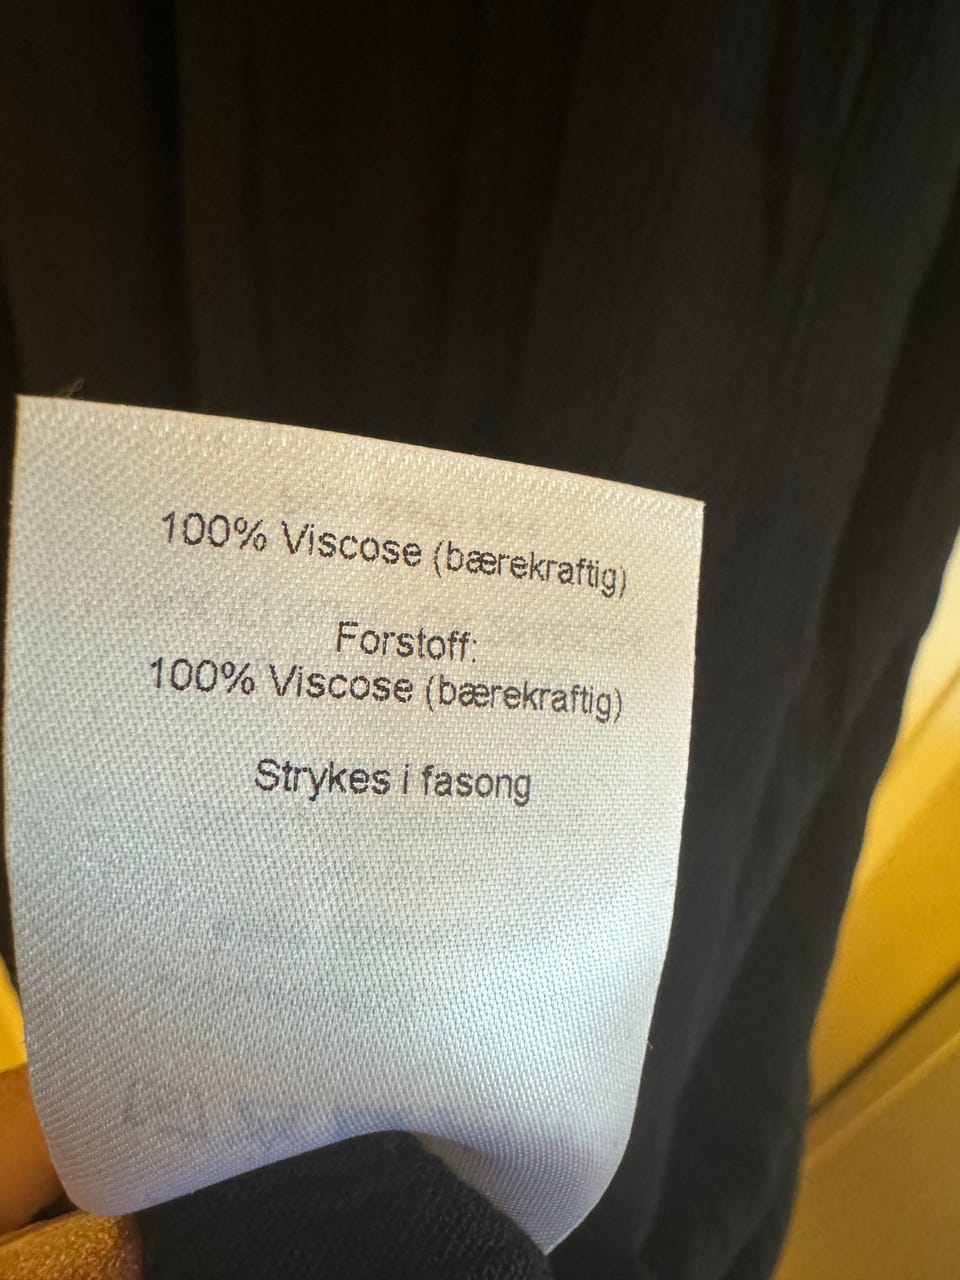 100% Viscose (bærekraftig)
Forstoff:
100% Viscose (bærekraftig)
Strykes i fasong